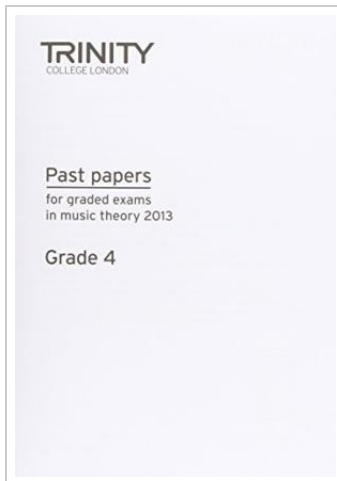 TRINITY
COLLEGE LONDON
Past papers
for graded exams
in music theory 2013
Grade 4